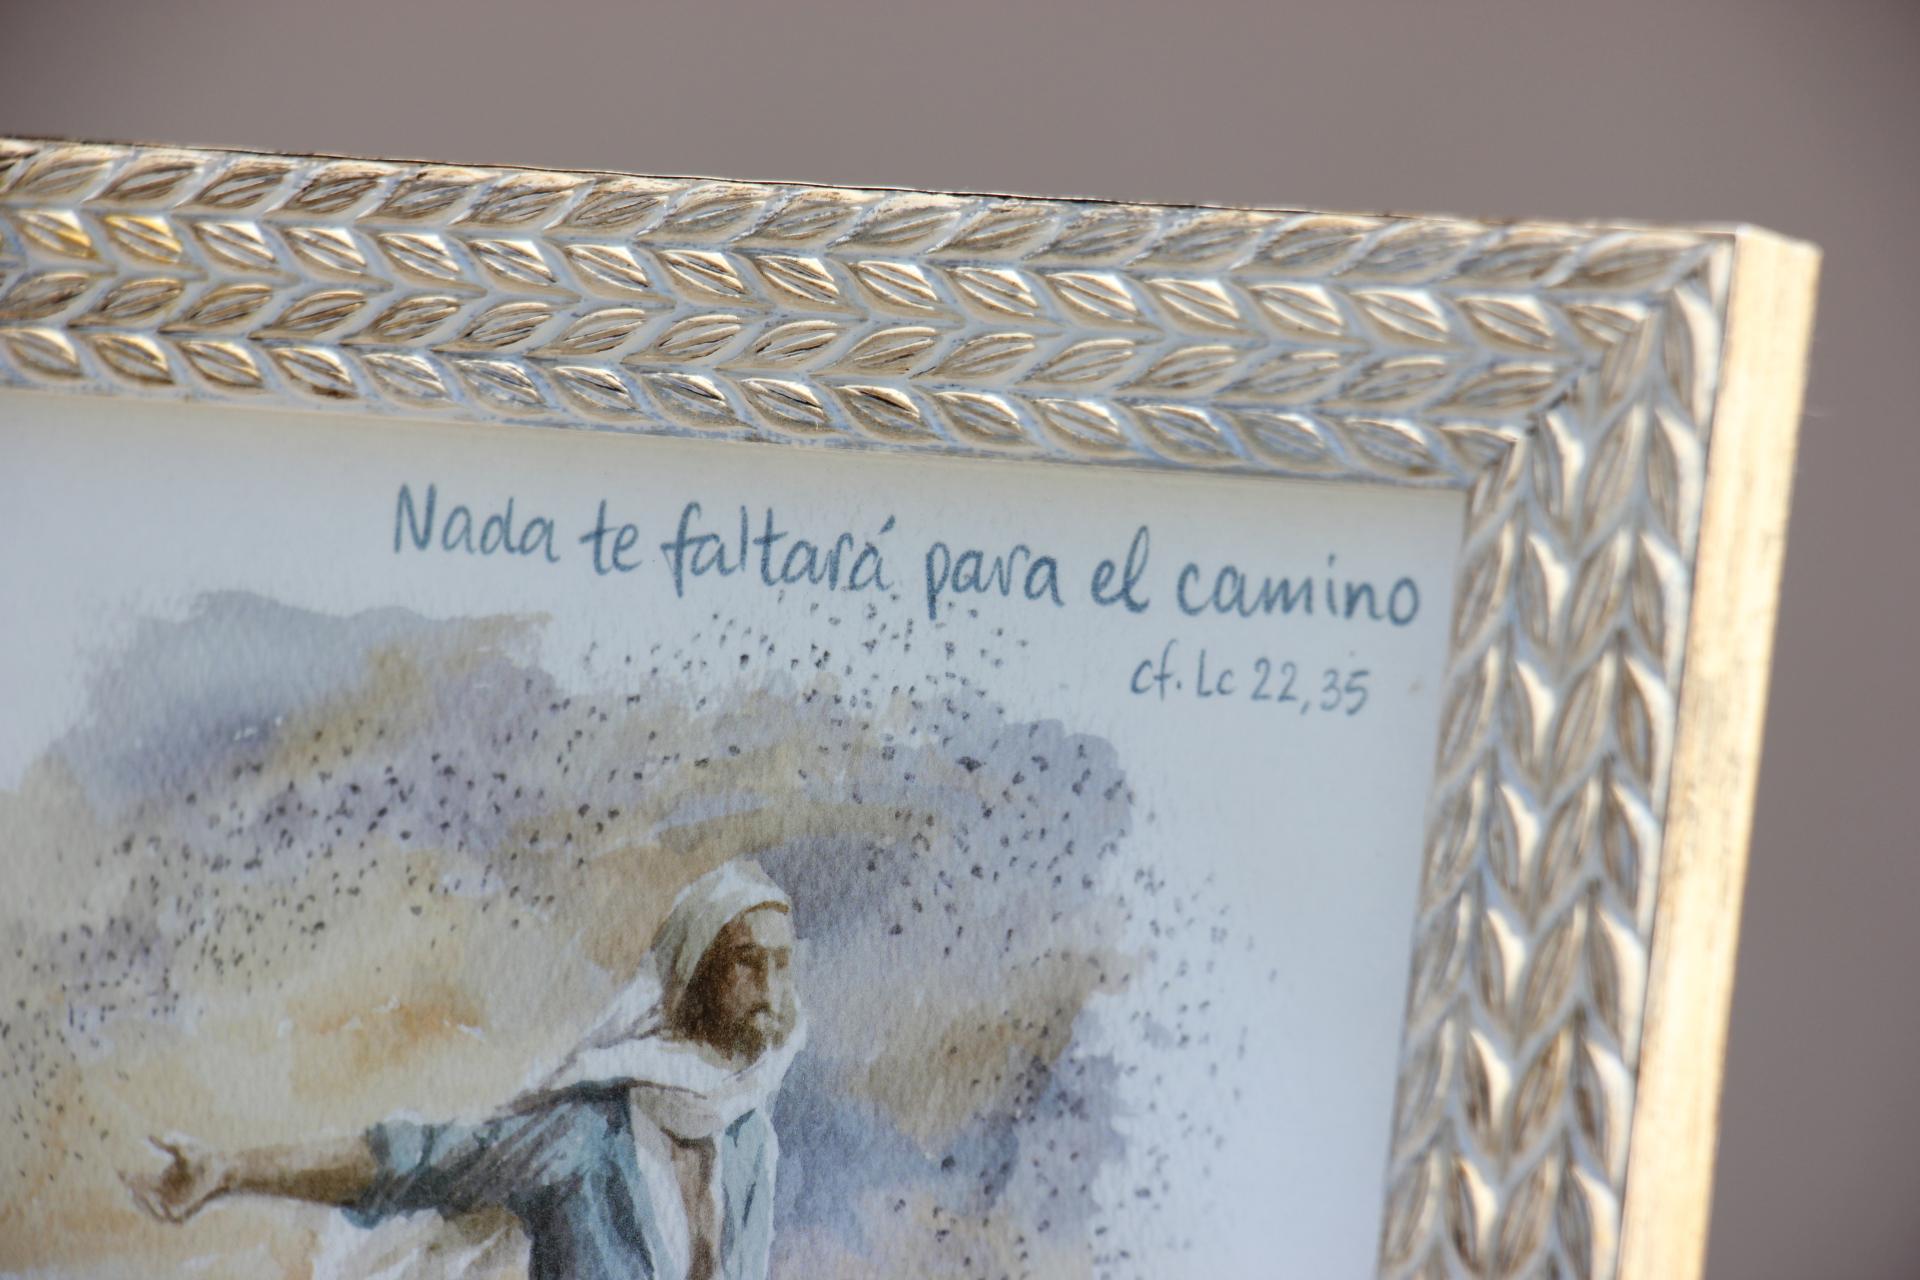 Nada te faltará para el camino
cf. Lc 22,35